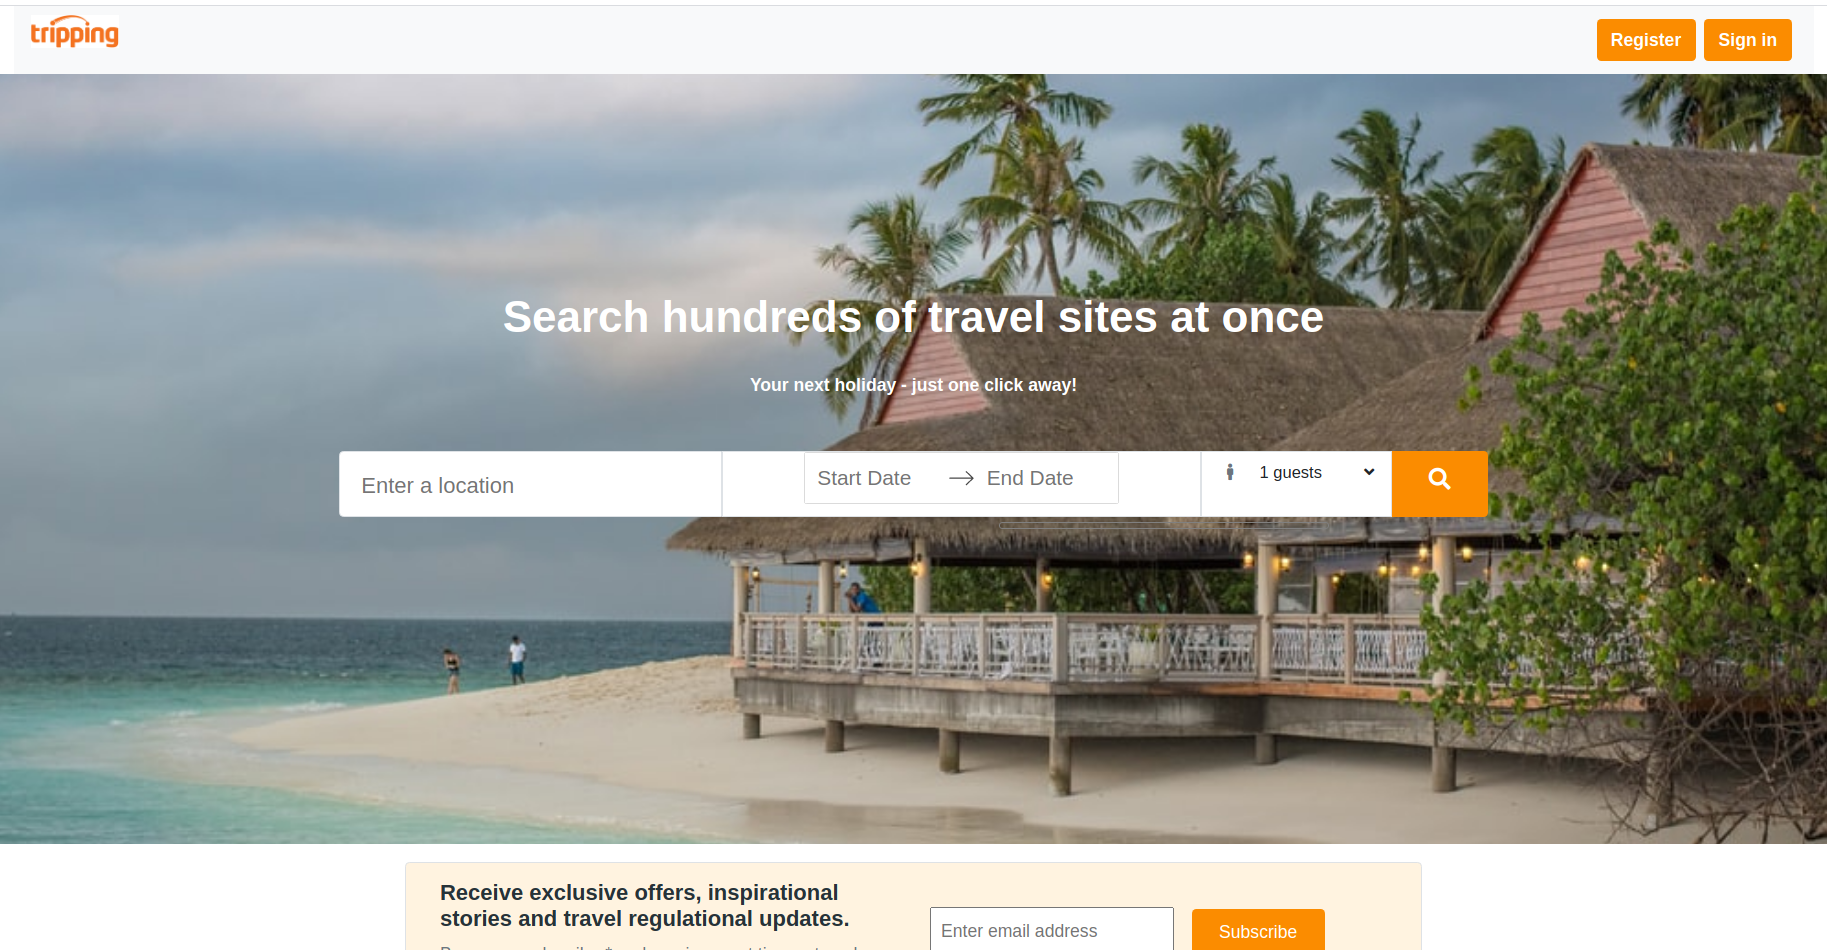 tripping
Register
Sign in
Search hundreds of travel sites at once
Your next holiday - just one click away!
Enter a location
Start Date
End Date
1 guests
Receive exclusive offers, inspirational
stories and travel regulational updates.
Enter email address
Subscribe